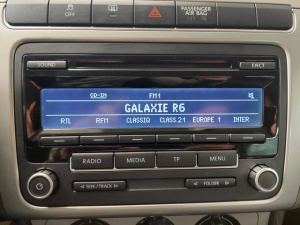 PASSENGER
AIR BAG
SOUND
EJECT
CD-IN FM1
GALAXIE R6
RTL RFM CLASSIQ CLASS.21 EUROPE 1 INTER
RADIO MEDIA TP MENU
SEEK / TRACK
FOLDER